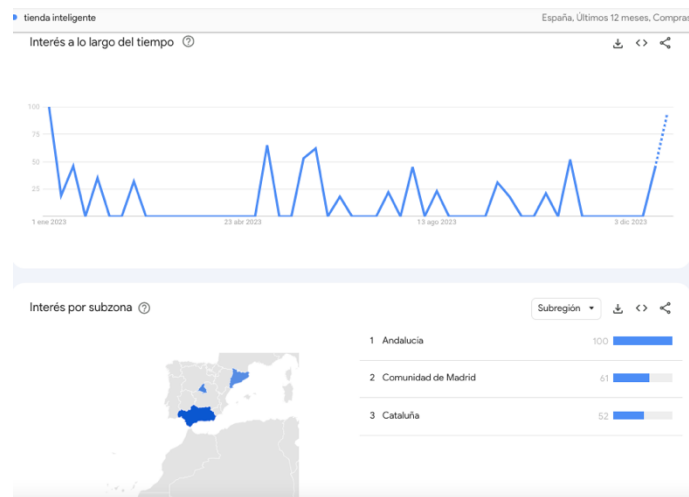 tienda inteligente España, Últimos 12 meses, Compras
Interés a lo largo del tiempo
100
75
50
25
1 ene 2023 23 abr 2023 13 ago 2023 3 dic 2023
Interés por subzona Subregión
1 Andalucía 100
2 Comunidad de Madrid 61
3 Cataluña 52